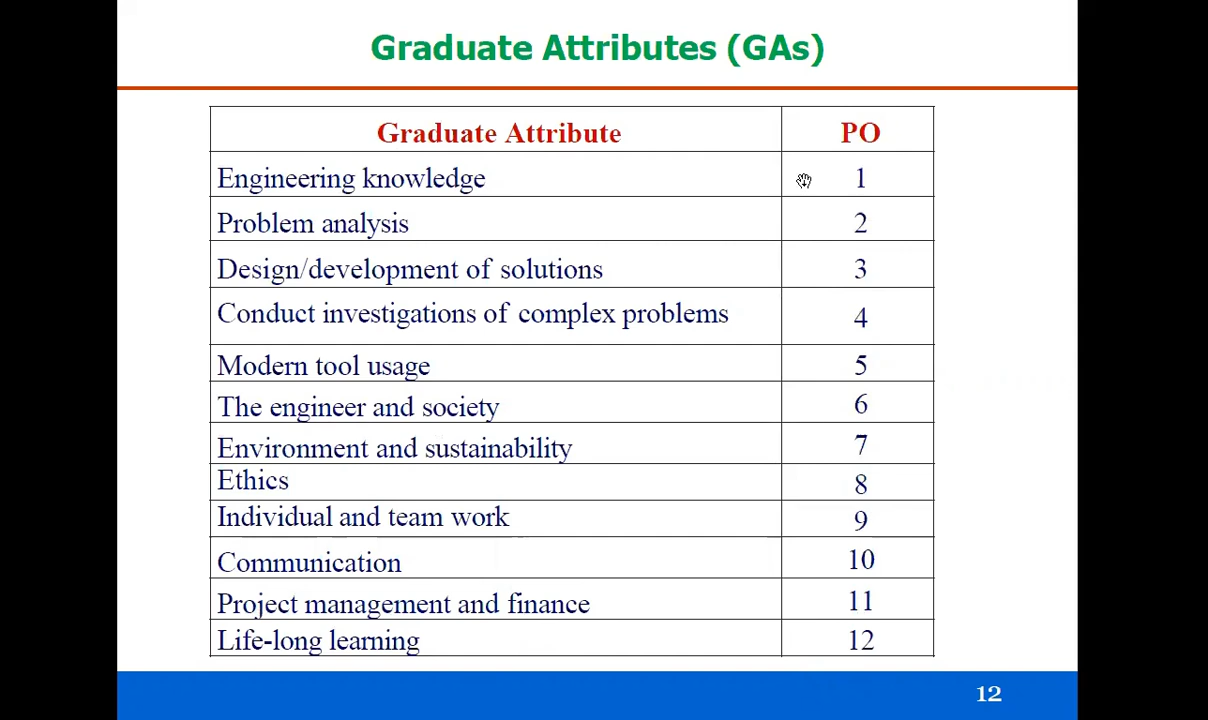 Graduate Attributes (GAs)
Graduate Attribute PO
Engineering knowledge 1
Problem analysis 2
Design/development of solutions 3
Conduct investigations of complex problems 4
Modern tool usage 5
The engineer and society 6
Environment and sustainability 7
Ethics 8
Individual and team work 9
Communication 10
Project management and finance 11
Life-long learning 12
12